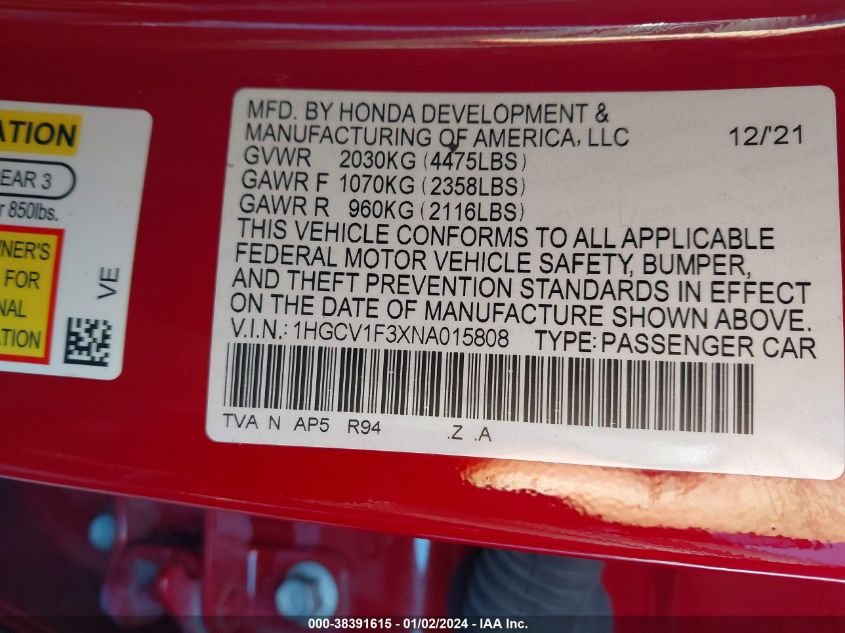 ATION
EAR 3
r 850lbs.
NER'S
FOR
NAL
ATION
VE
MFD. BY HONDA DEVELOPMENT &
MANUFACTURING OF AMERICA, LLC 12/'21
GVWR 2030KG (4475LBS)
GAWR F 1070KG (2358LBS)
GAWR R 960KG (2116LBS)
THIS VEHICLE CONFORMS TO ALL APPLICABLE
FEDERAL MOTOR VEHICLE SAFETY, BUMPER,
AND THEFT PREVENTION STANDARDS IN EFFECT
ON THE DATE OF MANUFACTURE SHOWN ABOVE.
V.I.N.: 1HGCV1F3XNA015808 TYPE: PASSENGER CAR
TVA N AP5 R94 .Z .A
000-38391615 - 01/02/2024 - IAA Inc.